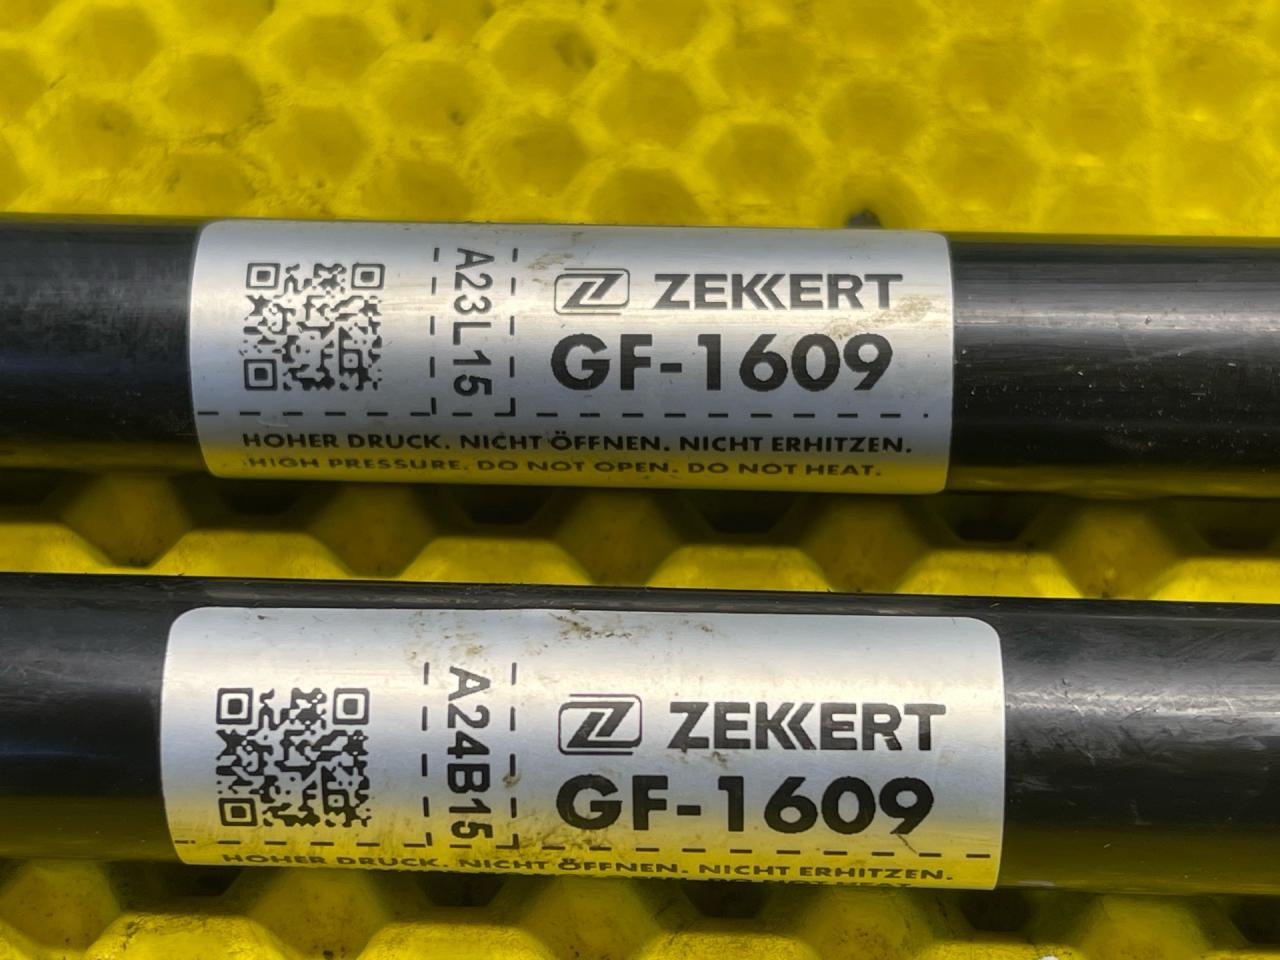 A23L15
ZEKKERT
GF-1609
HOHER DRUCK. NICHT ÖFFNEN. NICHT ERHITZEN.
HIGH PRESSURE. DO NOT OPEN. DO NOT HEAT.
A24B15
ZEKKERT
GF-1609
HOHER DRUCK. NICHT ÖFFNEN. NICHT ERHITZEN.